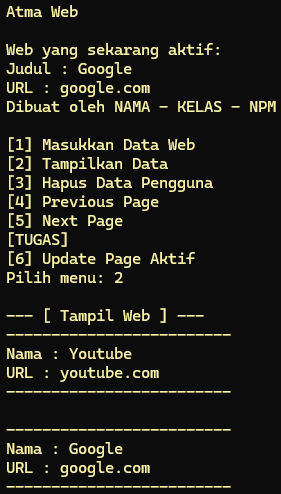 Atma Web
Web yang sekarang aktif:
Judul : Google
URL : google.com
Dibuat oleh NAMA - KELAS - NPM
[1] Masukkan Data Web
[2] Tampilkan Data
[3] Hapus Data Pengguna
[4] Previous Page
[5] Next Page
[TUGAS]
[6] Update Page Aktif
Pilih menu: 2
--- [ Tampil Web ] ---
-------------------------
Nama : Youtube
URL : youtube.com
-------------------------
-------------------------
Nama : Google
URL : google.com
-------------------------